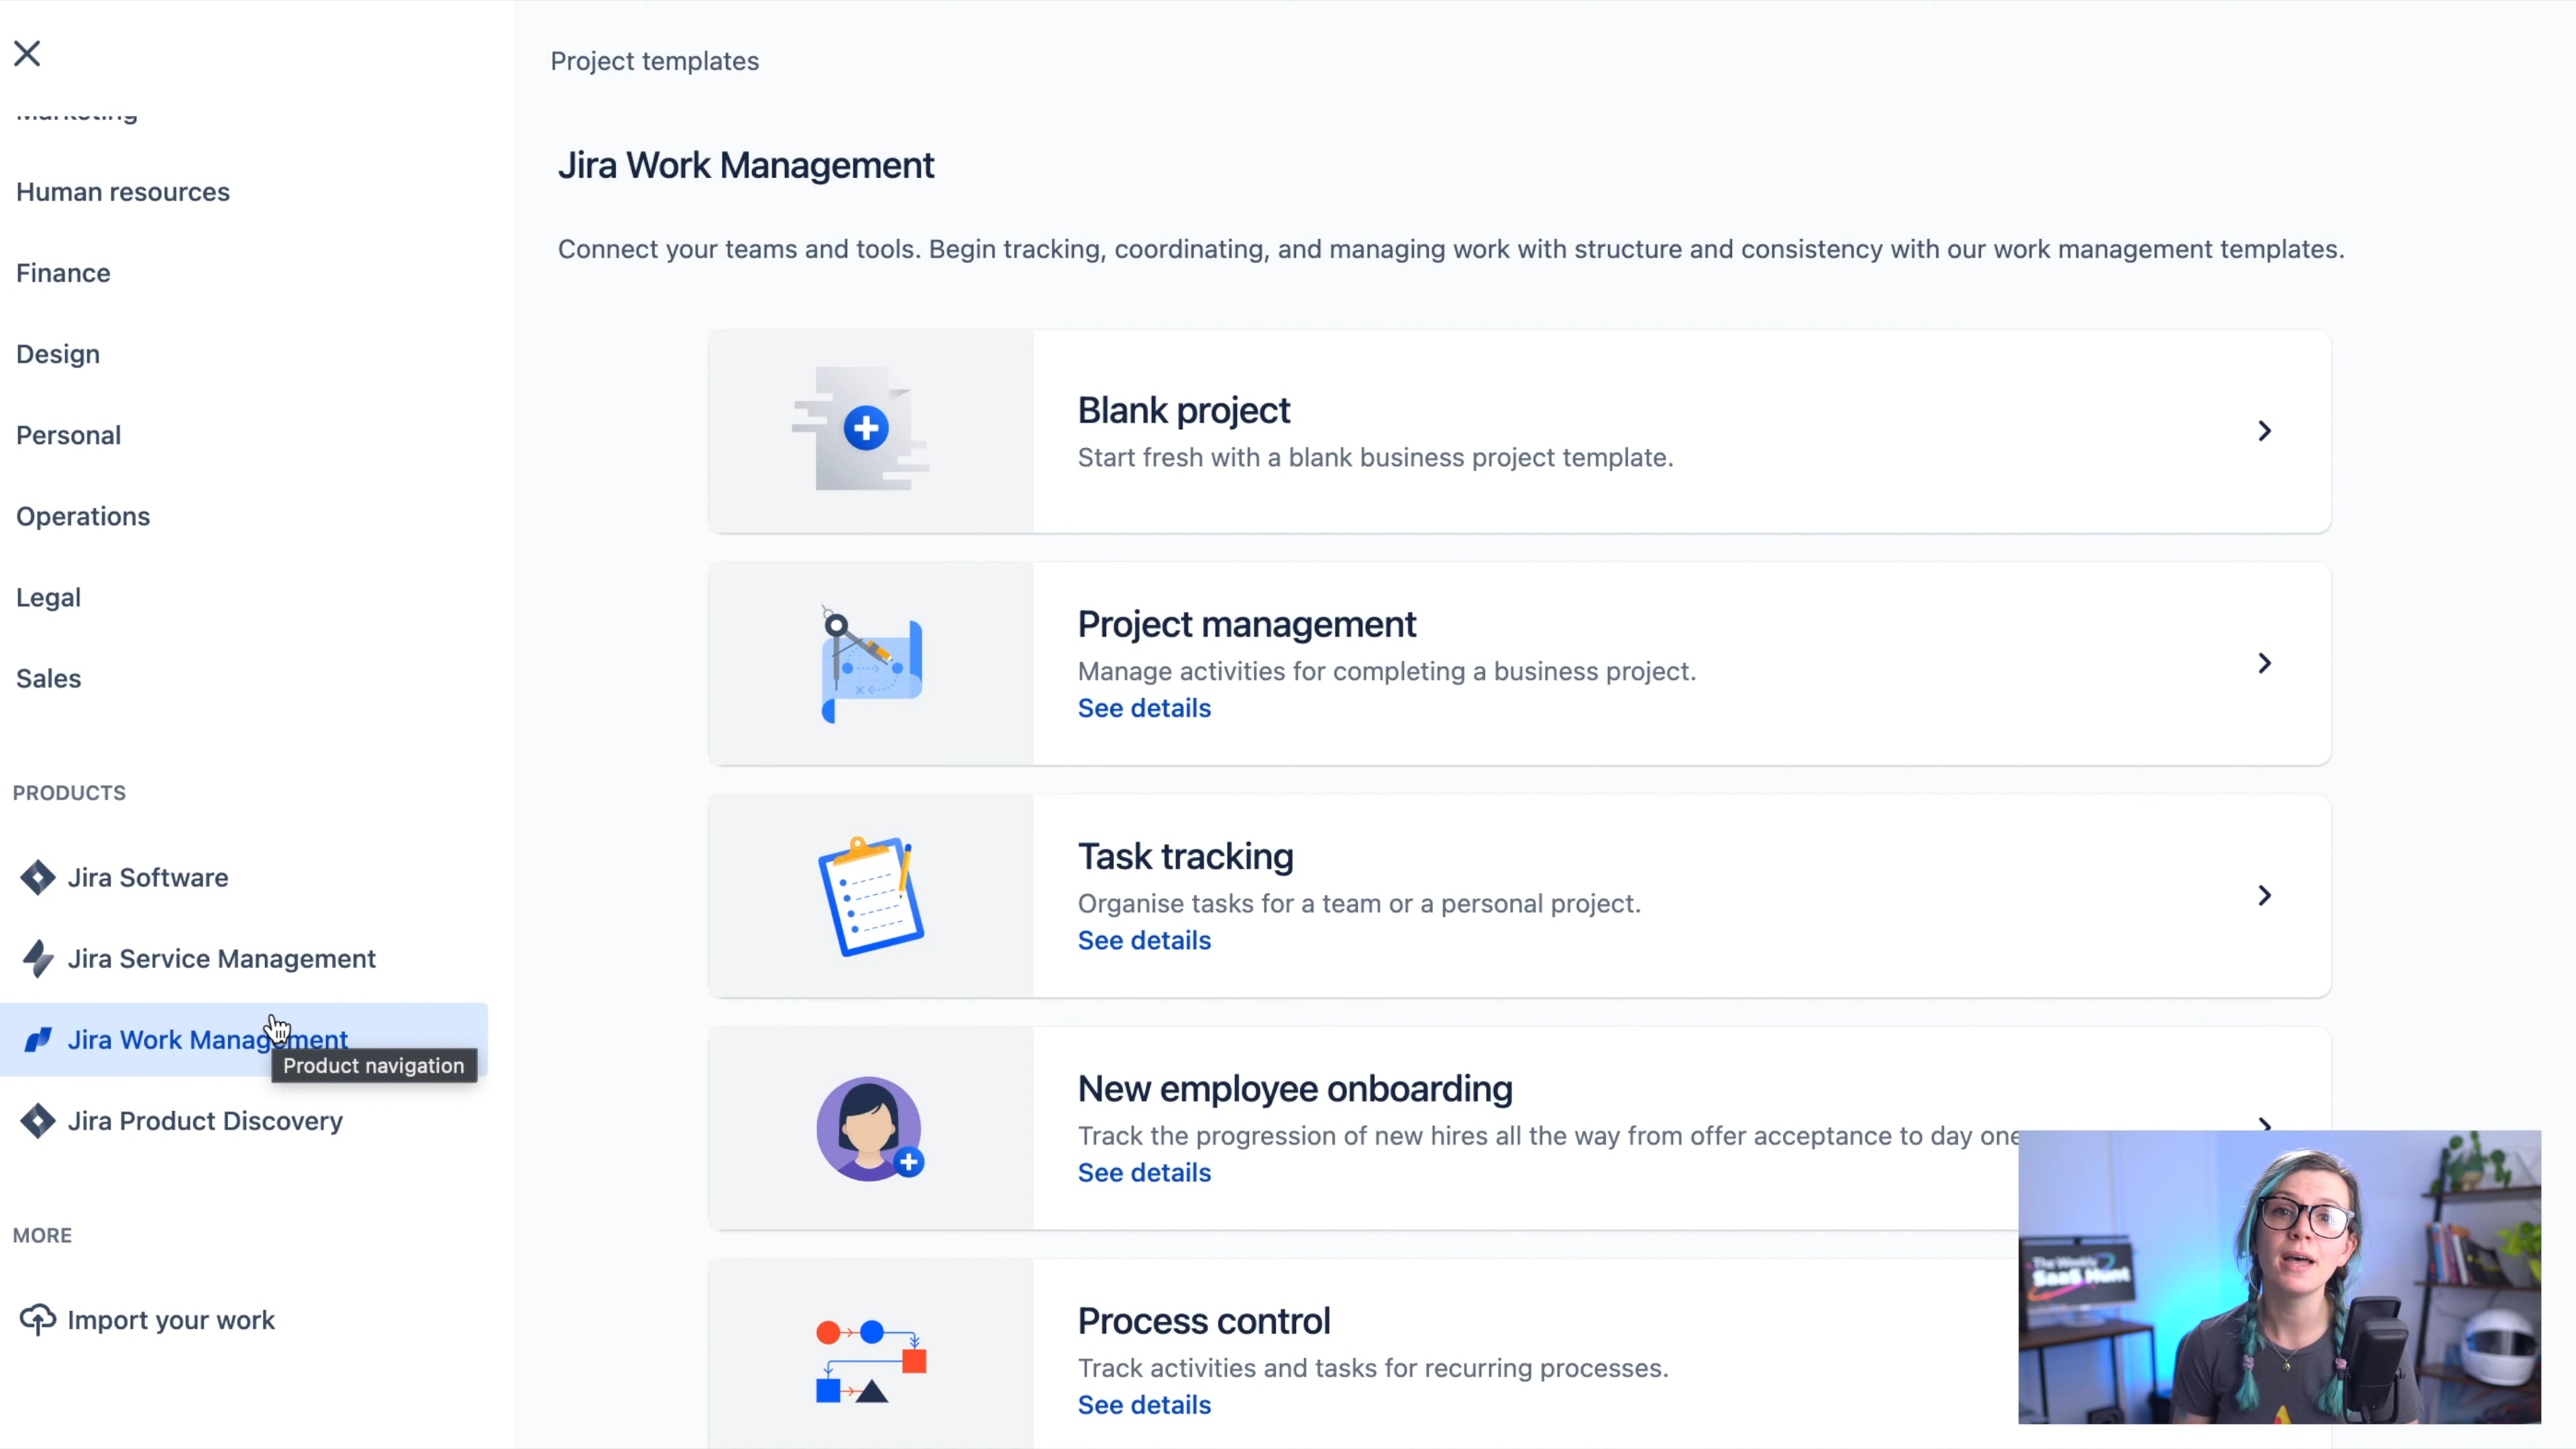 Marketing
Human resources
Finance
Design
Personal
Operations
Legal
Sales
PRODUCTS
Jira Software
Jira Service Management
Jira Work Management
Product navigation
Jira Product Discovery
MORE
Import your work
Project templates
Jira Work Management
Connect your teams and tools. Begin tracking, coordinating, and managing work with structure and consistency with our work management templates.
Blank project
Start fresh with a blank business project template.
Project management
Manage activities for completing a business project.
See details
Task tracking
Organise tasks for a team or a personal project.
See details
New employee onboarding
Track the progression of new hires all the way from offer acceptance to day one
See details
Process control
Track activities and tasks for recurring processes.
See details
The Weekly
SaaS Hunt